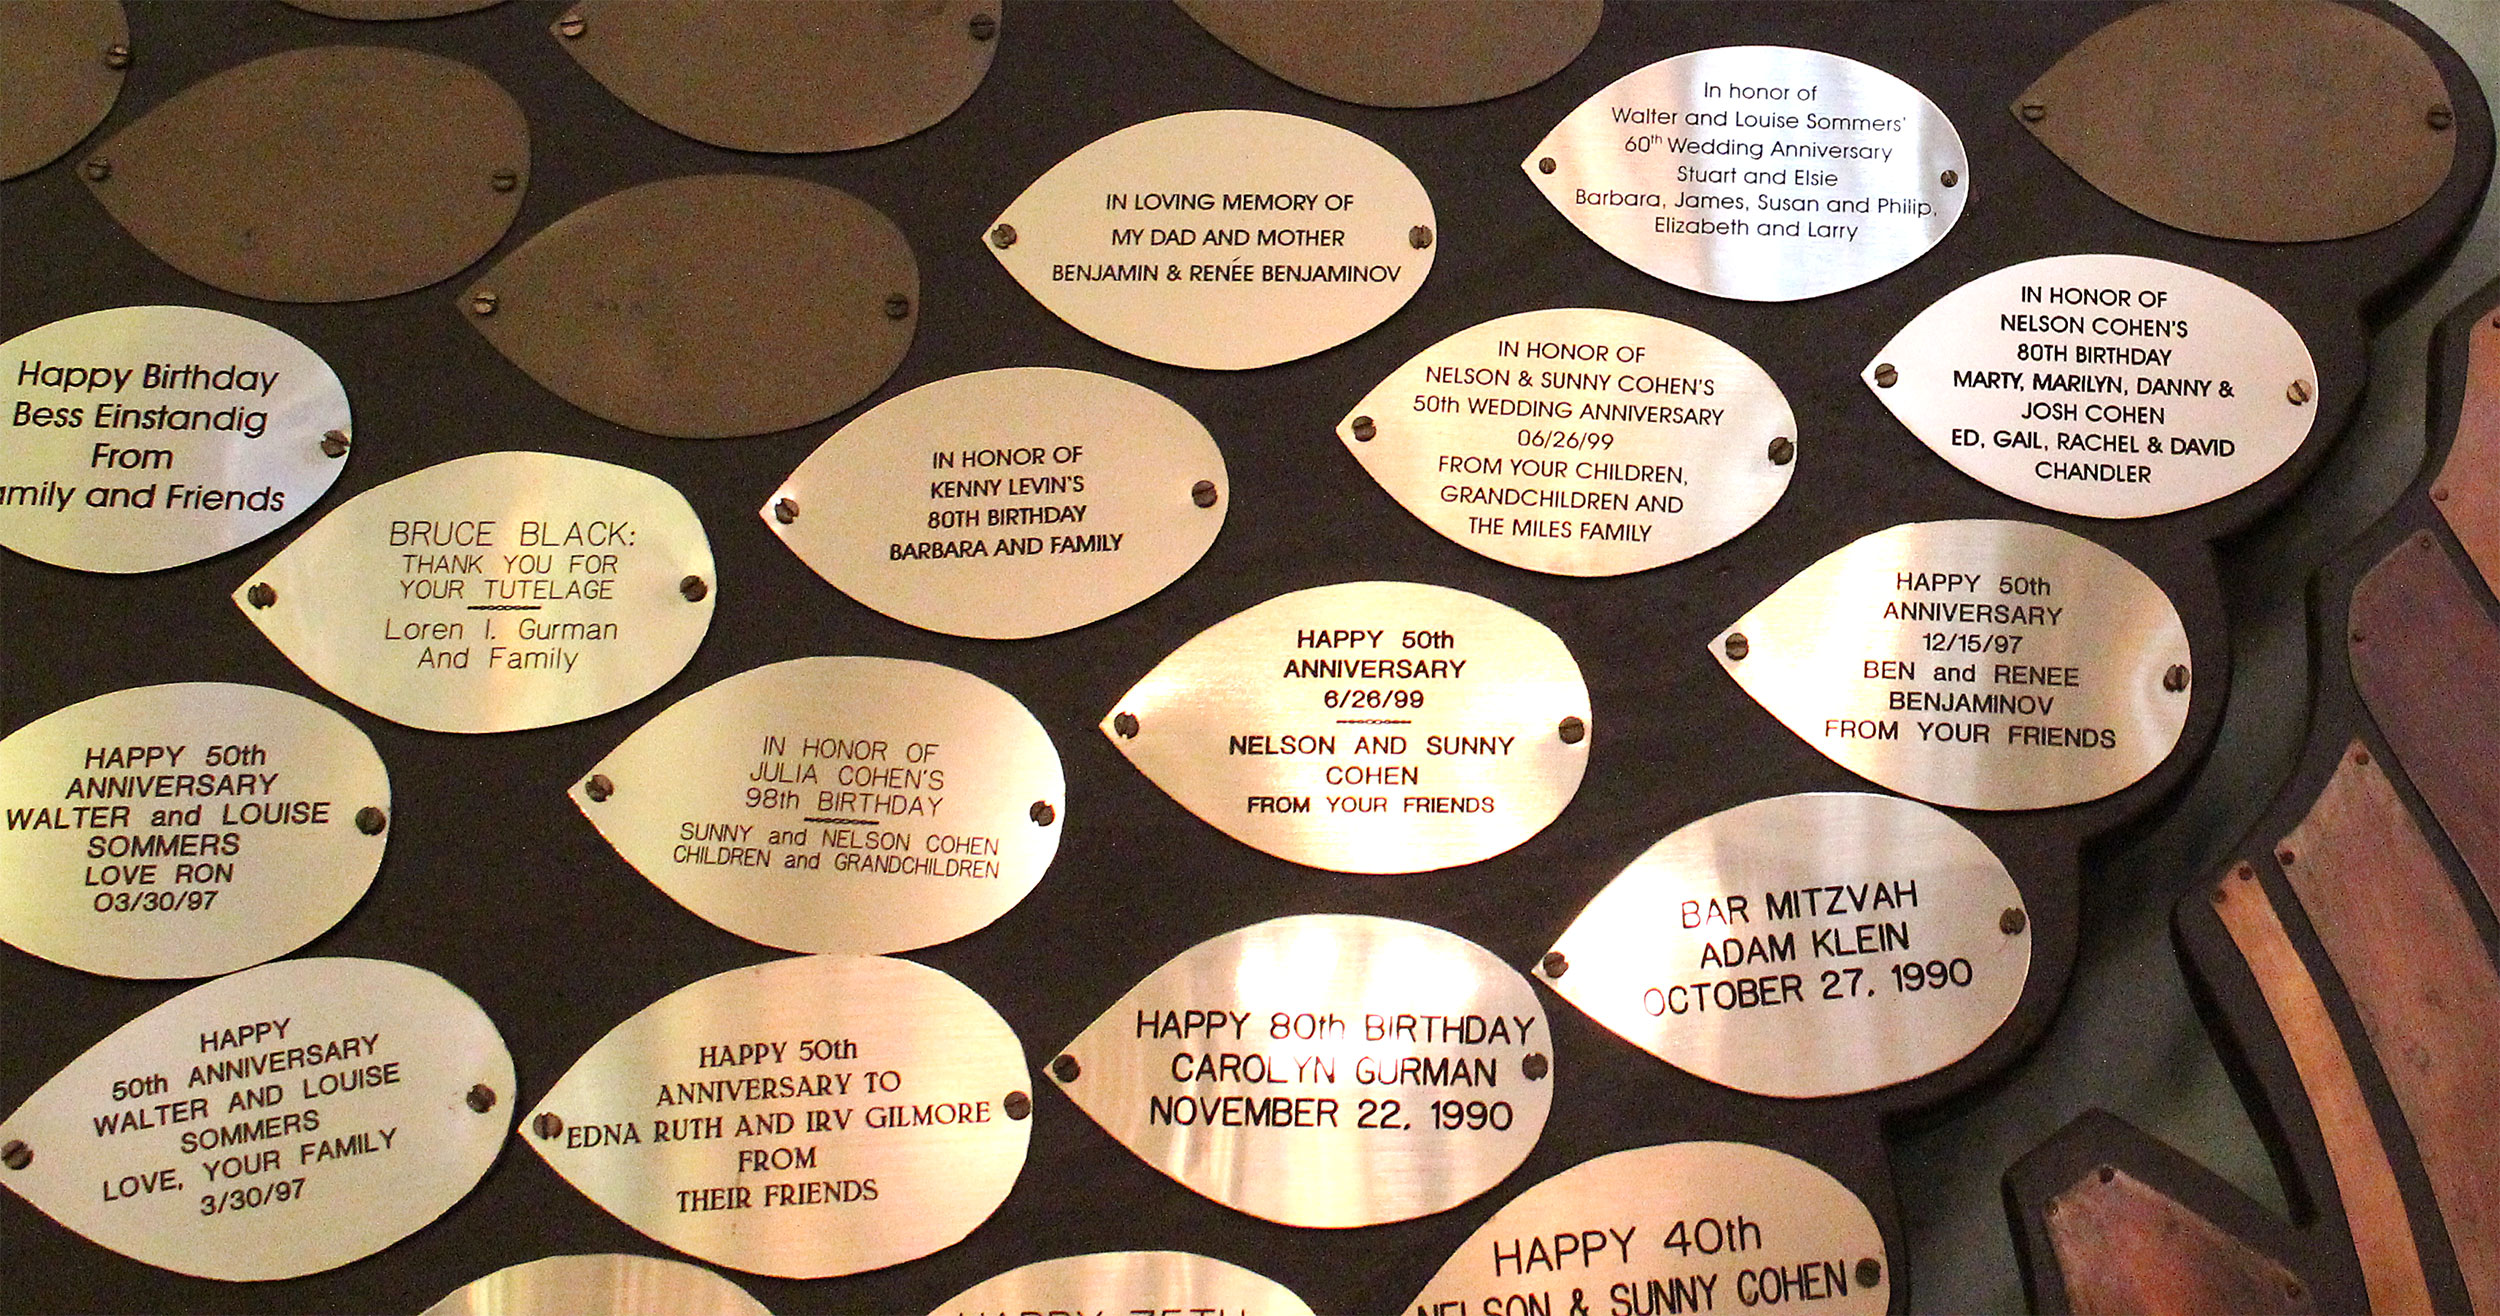 In honor of
Walter and Louise Sommers'
60th Wedding Anniversary
Stuart and Elsie
Barbara, James, Susan and Philip,
Elizabeth and Larry
IN LOVING MEMORY OF
MY DAD AND MOTHER
BENJAMIN & RENÉE BENJAMINOV
IN HONOR OF
NELSON COHEN'S
80TH BIRTHDAY
MARTY, MARILYN, DANNY &
JOSH COHEN
ED, GAIL, RACHEL & DAVID
CHANDLER
IN HONOR OF
NELSON & SUNNY COHEN'S
50th WEDDING ANNIVERSARY
06/26/99
FROM YOUR CHILDREN,
GRANDCHILDREN AND
THE MILES FAMILY
Happy Birthday
Bess Einstandig
From
amily and Friends
IN HONOR OF
KENNY LEVIN'S
80TH BIRTHDAY
BARBARA AND FAMILY
BRUCE BLACK:
THANK YOU FOR
YOUR TUTELAGE
Loren I. Gurman
And Family
HAPPY 50th
ANNIVERSARY
12/15/97
BEN and RENEE
BENJAMINOV
FROM YOUR FRIENDS
HAPPY 50th
ANNIVERSARY
6/26/99
NELSON AND SUNNY
COHEN
FROM YOUR FRIENDS
IN HONOR OF
JULIA COHEN'S
98th BIRTHDAY
SUNNY and NELSON COHEN
CHILDREN and GRANDCHILDREN
HAPPY 50th
ANNIVERSARY
WALTER and LOUISE
SOMMERS
LOVE RON
03/30/97
BAR MITZVAH
ADAM KLEIN
OCTOBER 27, 1990
HAPPY 80th BIRTHDAY
CAROLYN GURMAN
NOVEMBER 22, 1990
HAPPY 50th
ANNIVERSARY TO
EDNA RUTH AND IRV GILMORE
FROM
THEIR FRIENDS
HAPPY
50th ANNIVERSARY
WALTER AND LOUISE
SOMMERS
LOVE, YOUR FAMILY
3/30/97
HAPPY 40th
NELSON & SUNNY COHEN
HAPPY 75TH